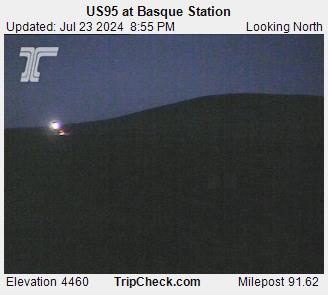 US95 at Basque Station
Updated: Jul 23 2024 8:55 PM Looking North
Elevation 4460 TripCheck.com Milepost 91.62